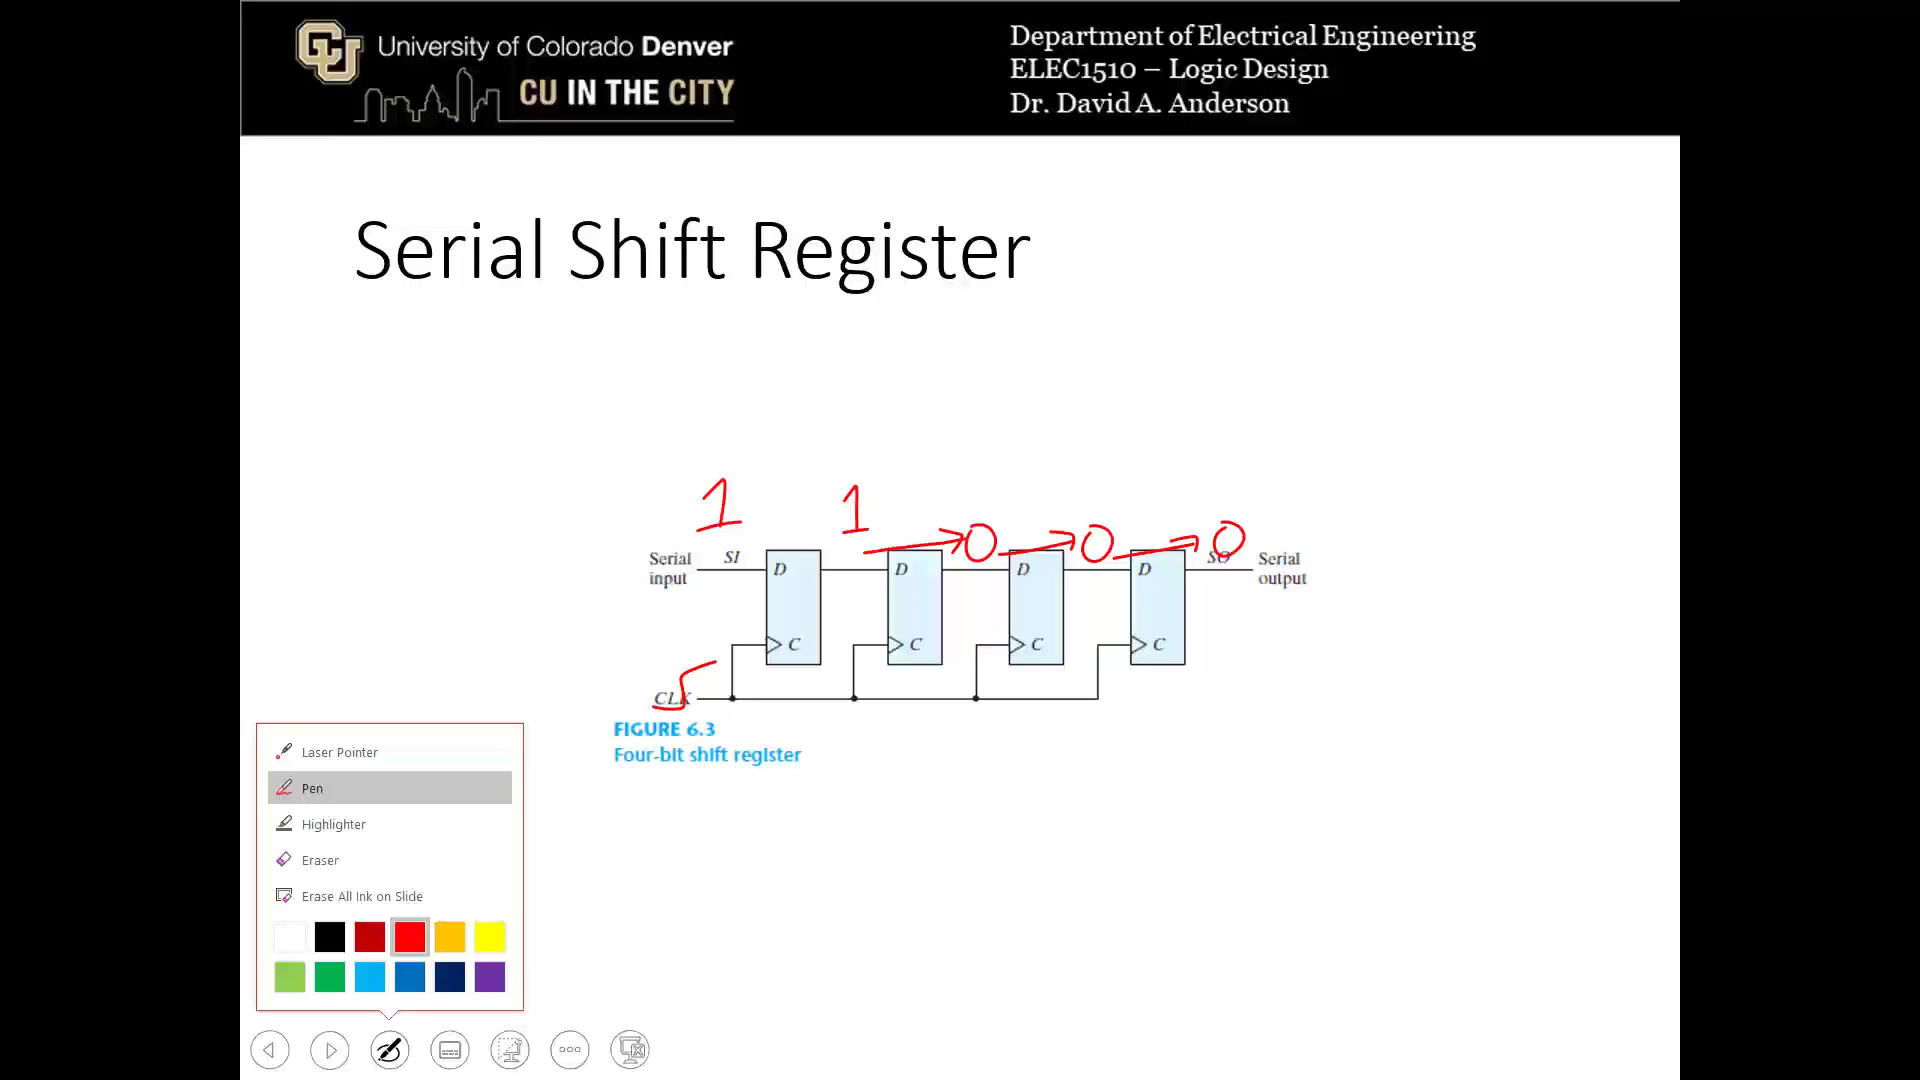 University of Colorado Denver
CU IN THE CITY
Department of Electrical Engineering
ELEC1510 – Logic Design
Dr. David A. Anderson
Serial Shift Register
1 1
0 0 0
Serial input SI D D D D SO Serial output
C C C C
CLK
FIGURE 6.3
Four-bit shift register
Laser Pointer
Pen
Highlighter
Eraser
Erase All Ink on Slide